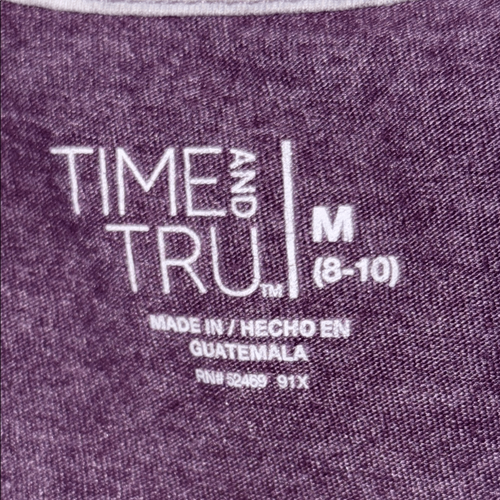 TIME AND
TRU™
M
(8-10)
MADE IN / HECHO EN
GUATEMALA
RN# 52469 91X